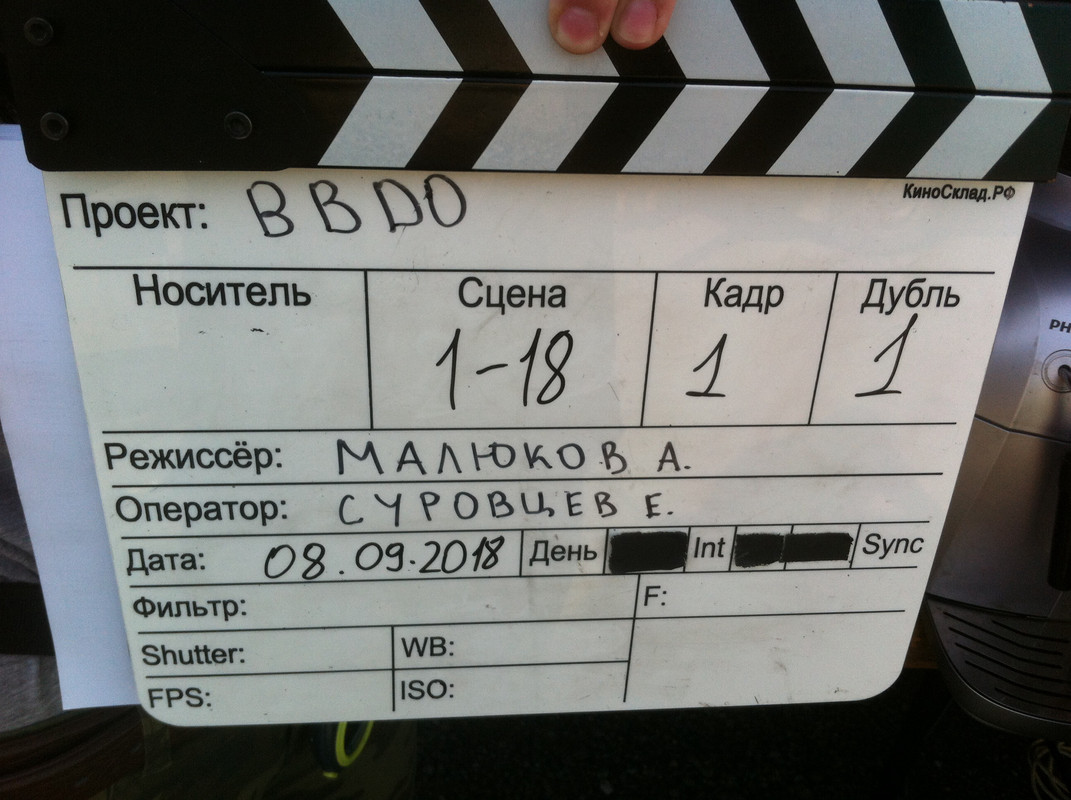 КиноСклад.РФ
Проект: BBDO
Носитель Сцена Кадр Дубль
1-18 1 1
Режиссёр: МАЛЮКОВ А.
Оператор: СУРОВЦЕВ Е.
Дата: 08.09.2018 День Int Sync
Фильтр: F:
Shutter: WB:
FPS: ISO:
PH